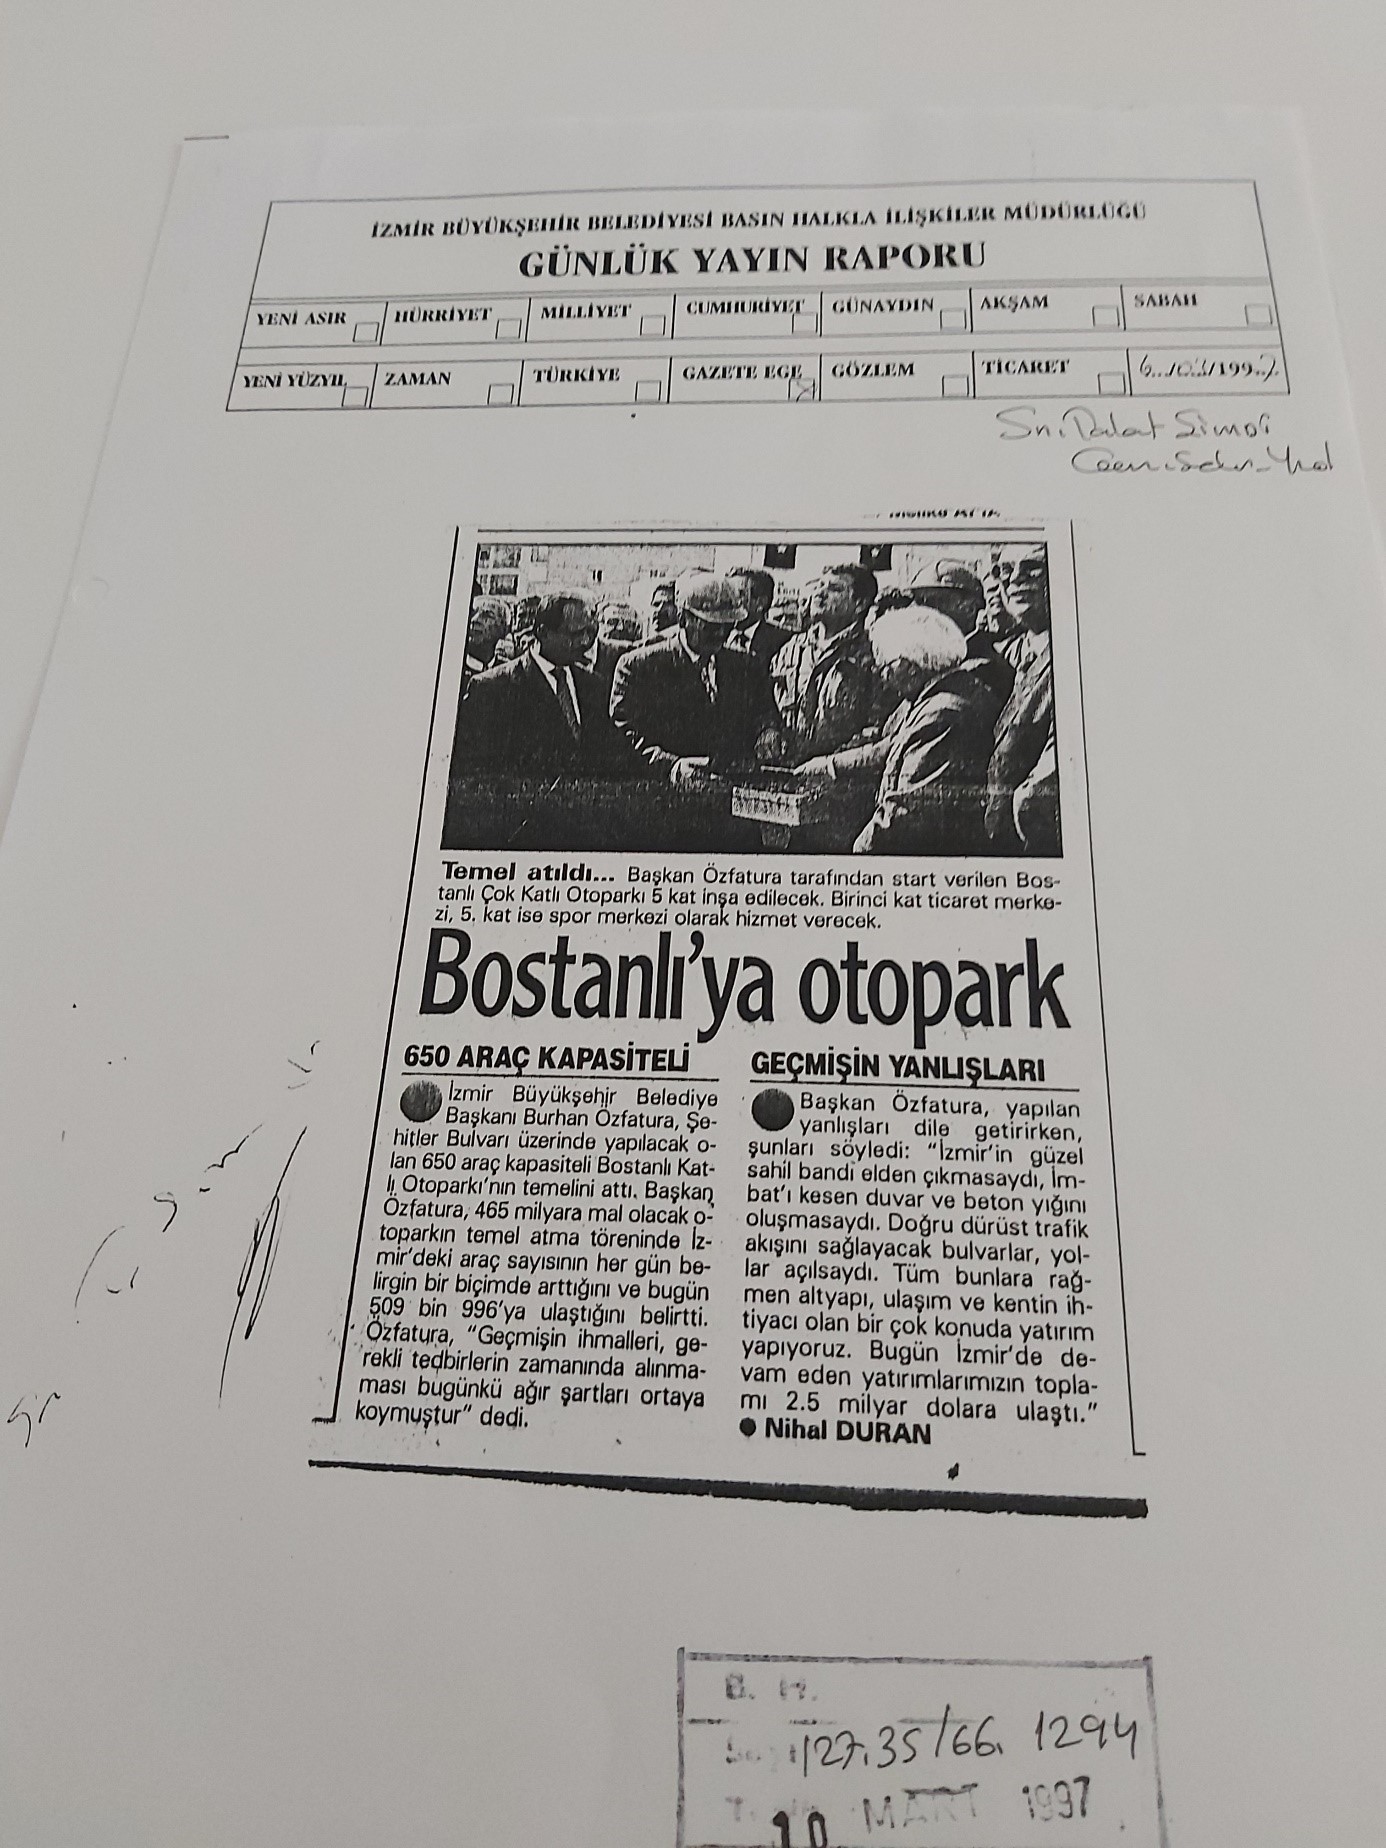 İZMİR BÜYÜKŞEHİR BELEDİYESİ BASIN HALKLA İLİŞKİLER MÜDÜRLÜĞÜ
GÜNLÜK YAYIN RAPORU
YENİ ASIR HÜRRİYET MİLLİYET CUMHURİYET GÜNAYDIN AKŞAM SABAH
YENİ YÜZYIL ZAMAN TÜRKİYE GAZETE EGE GÖZLEM TİCARET 6../03/1997
Sn.
Temel atıldı... Başkan Özfatura tarafından start verilen Bos-
tanlı Çok Katlı Otoparkı 5 kat inşa edilecek. Birinci kat ticaret merke-
zi, 5. kat ise spor merkezi olarak hizmet verecek.
Bostanlı'ya otopark
650 ARAÇ KAPASİTELİ
İzmir Büyükşehir Belediye
Başkanı Burhan Özfatura, Şe-
hitler Bulvarı üzerinde yapılacak o-
lan 650 araç kapasiteli Bostanlı Kat-
lı Otoparkı'nın temelini attı. Başkan
Özfatura, 465 milyara mal olacak o-
toparkın temel atma töreninde İz-
mir'deki araç sayısının her gün be-
lirgin bir biçimde arttığını ve bugün
509 bin 996'ya ulaştığını belirtti.
Özfatura, "Geçmişin ihmalleri, ge-
rekli tedbirlerin zamanında alınma-
ması bugünkü ağır şartları ortaya
koymuştur" dedi.
GEÇMİŞİN YANLIŞLARI
Başkan Özfatura, yapılan
yanlışları dile getirirken,
şunları söyledi: "İzmir'in güzel
sahil bandı elden çıkmasaydı, İm-
bat'ı kesen duvar ve beton yığını
oluşmasaydı. Doğru dürüst trafik
akışını sağlayacak bulvarlar, yol-
lar açılsaydı. Tüm bunlara rağ-
men altyapı, ulaşım ve kentin ih-
tiyacı olan bir çok konuda yatırım
yapıyoruz. Bugün İzmir'de de-
vam eden yatırımlarımızın topla-
mı 2.5 milyar dolara ulaştı."
● Nihal DURAN
B. H.
127.35/66. 1294
10 MART 1997